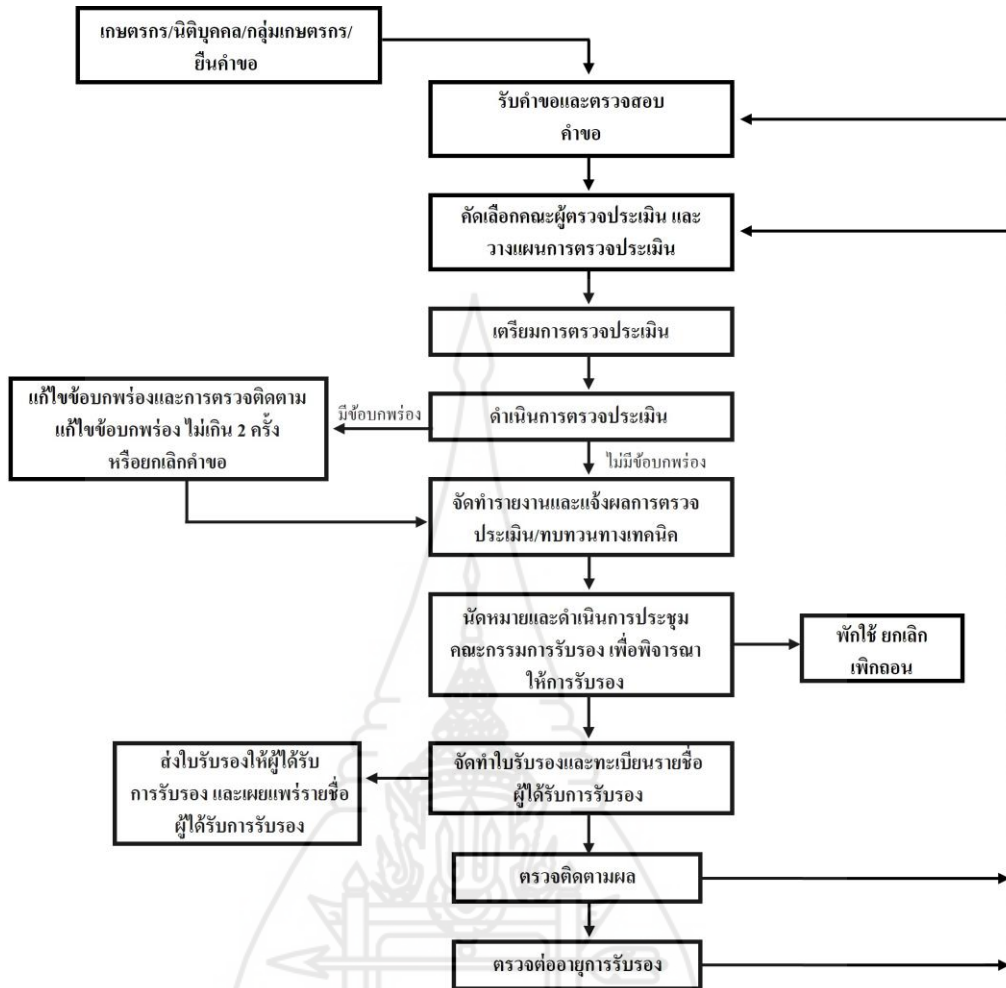 เกษตรกร/นิติบุคคล/กลุ่มเกษตรกร/
ยื่นคำขอ
รับคำขอและตรวจสอบ
คำขอ
คัดเลือกคณะผู้ตรวจประเมิน และ
วางแผนการตรวจประเมิน
เตรียมการตรวจประเมิน
แก้ไขข้อบกพร่องและการตรวจติดตาม
แก้ไขข้อบกพร่อง ไม่เกิน 2 ครั้ง
หรือยกเลิกคำขอ
มีข้อบกพร่อง
ดำเนินการตรวจประเมิน
ไม่มีข้อบกพร่อง
จัดทำรายงานและแจ้งผลการตรวจ
ประเมิน/ทบทวนทางเทคนิค
นัดหมายและดำเนินการประชุม
คณะกรรมการรับรอง เพื่อพิจารณา
ให้การรับรอง
พักใช้ ยกเลิก
เพิกถอน
ส่งใบรับรองให้ผู้ได้รับ
การรับรอง และเผยแพร่รายชื่อ
ผู้ได้รับการรับรอง
จัดทำใบรับรองและทะเบียนรายชื่อ
ผู้ได้รับการรับรอง
ตรวจติดตามผล
ตรวจต่ออายุการรับรอง